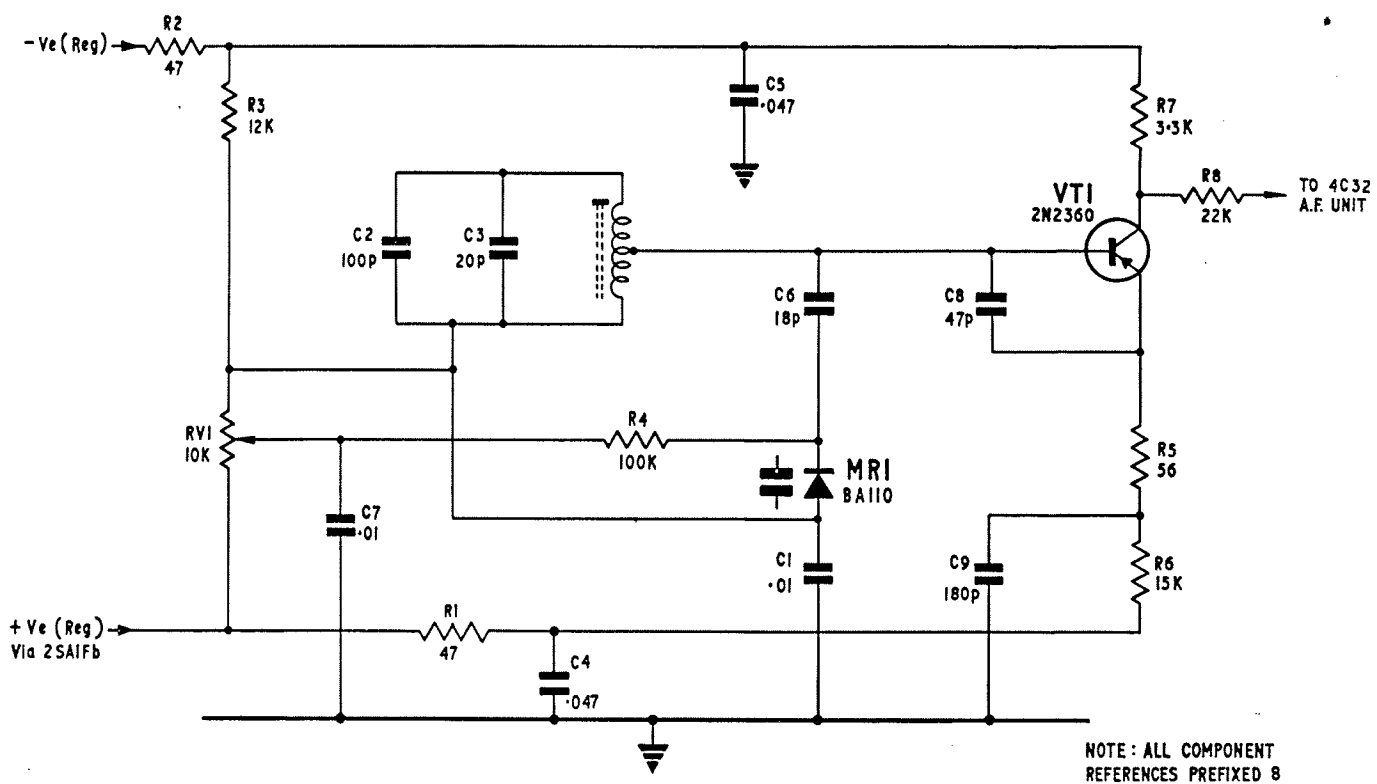 -Ve (Reg)
R2
47
R3
12K
C5
·047
R7
3·3K
VT1
2N2360
R8
22K
TO 4C32
A.F. UNIT
C2
100p
C3
20p
C6
18p
C8
47p
RV1
10K
R4
100K
MR1
BA110
R5
56
C7
·01
C1
·01
C9
180p
R6
15K
+Ve (Reg)
Via 2SAIFb
R1
47
C4
·047
NOTE : ALL COMPONENT
REFERENCES PREFIXED 8